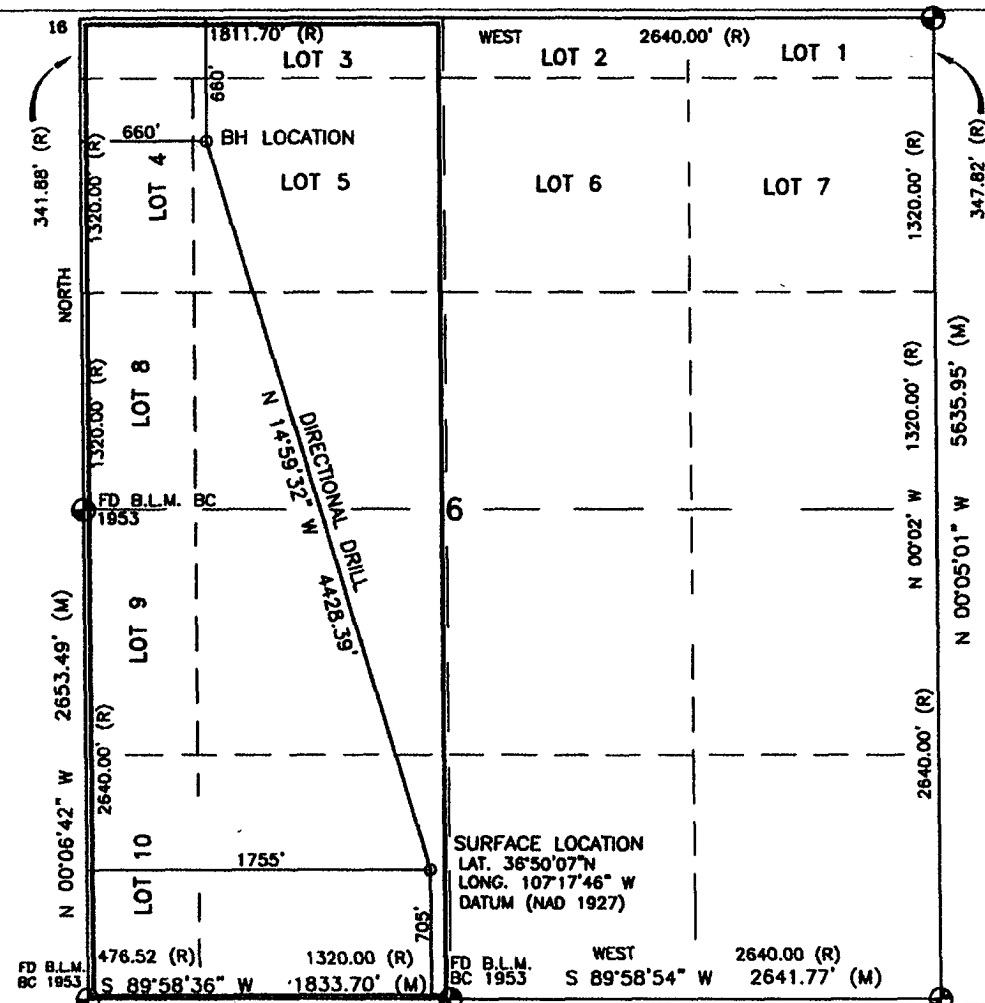 16
1811.70' (R)
WEST
2640.00' (R)
LOT 3
LOT 2
LOT 1
341.88' (R)
660'
347.82' (R)
660'
BH LOCATION
1320.00' (R)
LOT 4
LOT 5
LOT 6
LOT 7
1320.00' (R)
NORTH
1320.00' (R)
LOT 8
DIRECTIONAL DRILL
N 14°59'32" W
4428.39'
1320.00' (R)
N 00°02' W
5635.95' (M)
N 00°05'01" W
FD B.L.M. BC
1953
6
2653.49' (M)
N 00°06'42" W
LOT 9
2640.00' (R)
2640.00' (R)
LOT 10
1755'
705'
SURFACE LOCATION
LAT. 36°50'07"N
LONG. 107°17'46" W
DATUM (NAD 1927)
476.52 (R)
1320.00 (R)
WEST
2640.00 (R)
FD B.L.M.
BC 1953
S 89°58'36" W
1833.70' (M)
FD B.L.M.
BC 1953
S 89°58'54" W
2641.77' (M)